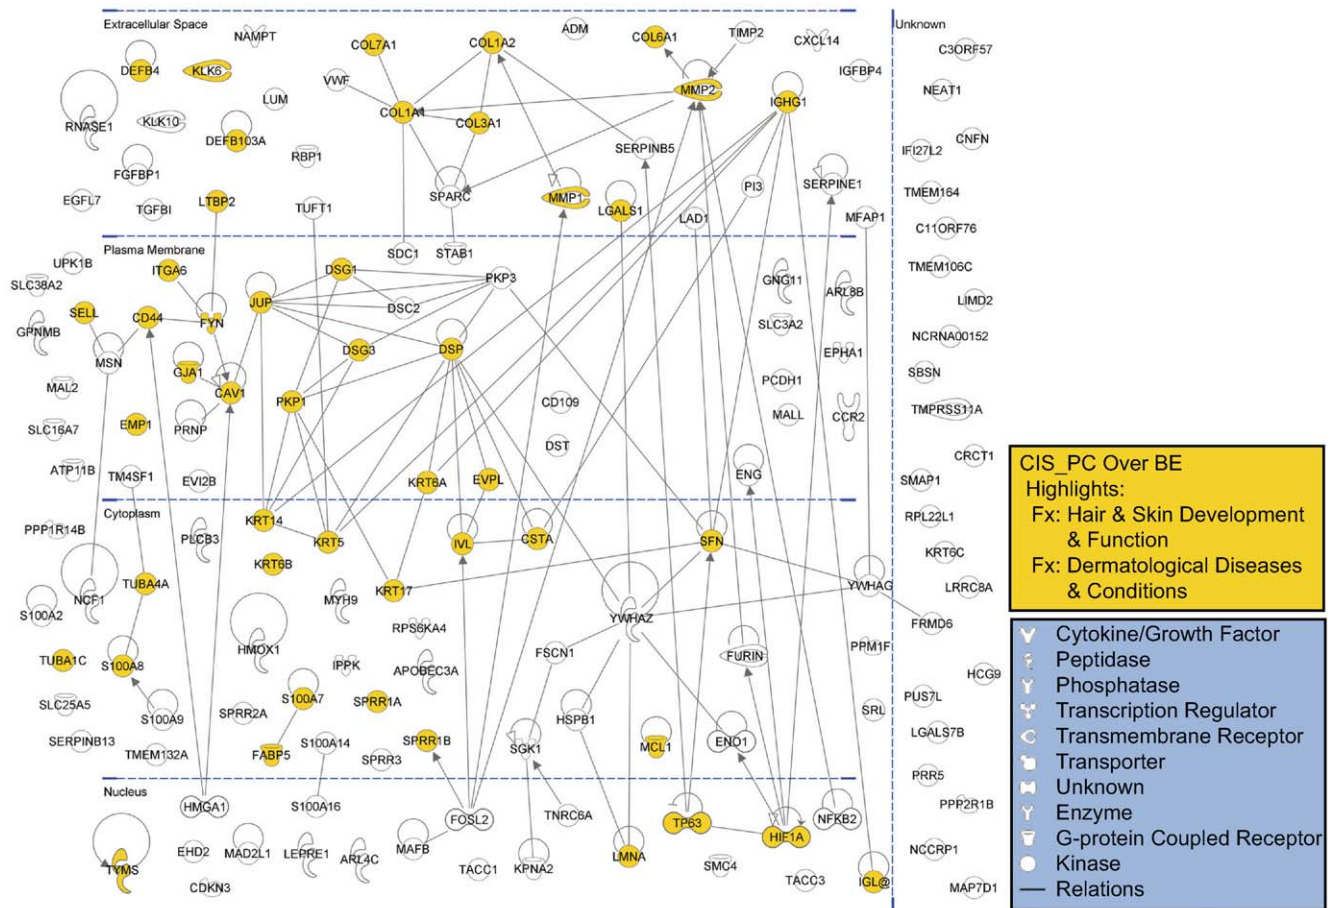 Extracellular Space
Unknown
NAMPT
ADM
TIMP2
CXCL14
C3ORF57
COL7A1
COL1A2
COL6A1
DEFB4
KLK6
IGFBP4
VWF
MMP2
NEAT1
LUM
IGHG1
RNASE1
KLK10
COL1A1
COL3A1
DEFB103A
CNFN
RBP1
SERPINB5
IFI27L2
FGFBP1
SPARC
MMP1
PI3
SERPINE1
TMEM164
EGFL7
TGFBI
LTBP2
TUFT1
LGALS1
LAD1
MFAP1
C11ORF76
Plasma Membrane
SDC1
STAB1
UPK1B
ITGA6
DSG1
PKP3
GNG11
TMEM106C
SLC38A2
ARL8B
SELL
CD44
FYN
JUP
DSC2
LIMD2
GPNMB
SLC3A2
NCRNA00152
MSN
DSG3
DSP
EPHA1
GJA1
SBSN
MAL2
CAV1
PKP1
PCDH1
CD109
MALL
TMPRSS11A
SLC16A7
EMP1
PRNP
CCR2
DST
CRCT1
ATP11B
TM4SF1
EVI2B
KRT6A
EVPL
ENG
SMAP1
Cytoplasm
PPP1R14B
PLCB3
KRT14
KRT5
IVL
CSTA
SFN
RPL22L1
KRT6B
KRT6C
NCF1
TUBA4A
KRT17
YWHAG
LRRC8A
S100A2
MYH9
YWHAZ
RPS6KA4
FRMD6
HMOX1
FSCN1
FURIN
PPM1F
TUBA1C
S100A8
IPPK
APOBEC3A
HCG9
SLC25A5
S100A7
SPRR1A
PUS7L
S100A9
SPRR2A
HSPB1
SRL
SERPINB13
S100A14
SPRR1B
MCL1
ENO1
LGALS7B
TMEM132A
FABP5
SPRR3
SGK1
PRR5
Nucleus
HMGA1
S100A16
FOSL2
TNRC6A
TP63
HIF1A
NFKB2
PPP2R1B
EHD2
MAD2L1
LEPRE1
ARL4C
MAFB
LMNA
NCCRP1
TYMS
CDKN3
TACC1
KPNA2
SMC4
TACC3
IGL@
MAP7D1
CIS_PC Over BE
Highlights:
Fx: Hair & Skin Development
& Function
Fx: Dermatological Diseases
& Conditions
Cytokine/Growth Factor
Peptidase
Phosphatase
Transcription Regulator
Transmembrane Receptor
Transporter
Unknown
Enzyme
G-protein Coupled Receptor
Kinase
Relations